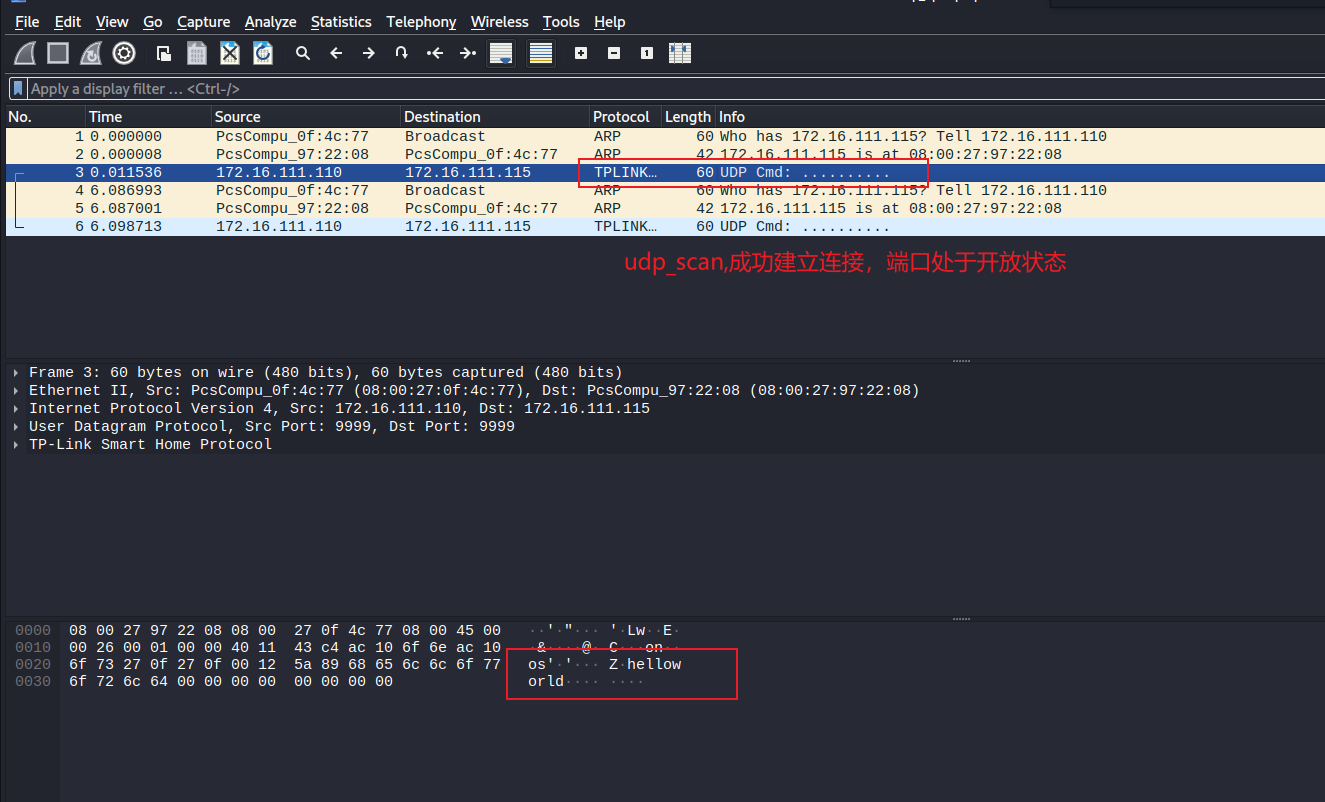 File Edit View Go Capture Analyze Statistics Telephony Wireless Tools Help
Apply a display filter … <Ctrl-/>
No. Time Source Destination Protocol Length Info
1 0.000000 PcsCompu_0f:4c:77 Broadcast ARP 60 Who has 172.16.111.115? Tell 172.16.111.110
2 0.000008 PcsCompu_97:22:08 PcsCompu_0f:4c:77 ARP 42 172.16.111.115 is at 08:00:27:97:22:08
3 0.011536 172.16.111.110 172.16.111.115 TPLINK… 60 UDP Cmd: ..........
4 6.086993 PcsCompu_0f:4c:77 Broadcast ARP 60 Who has 172.16.111.115? Tell 172.16.111.110
5 6.087001 PcsCompu_97:22:08 PcsCompu_0f:4c:77 ARP 42 172.16.111.115 is at 08:00:27:97:22:08
6 6.098713 172.16.111.110 172.16.111.115 TPLINK… 60 UDP Cmd: ..........
udp_scan,成功建立连接，端口处于开放状态
Frame 3: 60 bytes on wire (480 bits), 60 bytes captured (480 bits)
Ethernet II, Src: PcsCompu_0f:4c:77 (08:00:27:0f:4c:77), Dst: PcsCompu_97:22:08 (08:00:27:97:22:08)
Internet Protocol Version 4, Src: 172.16.111.110, Dst: 172.16.111.115
User Datagram Protocol, Src Port: 9999, Dst Port: 9999
TP-Link Smart Home Protocol
0000 08 00 27 97 22 08 08 00 27 0f 4c 77 08 00 45 00 ··'·"··· '·Lw··E·
0010 00 26 00 01 00 00 40 11 43 c4 ac 10 6f 6e ac 10 ·&····@· C···on··
0020 6f 73 27 0f 27 0f 00 12 5a 89 68 65 6c 6c 6f 77 os'·'··· Z·hellow
0030 6f 72 6c 64 00 00 00 00 00 00 00 00 orld···· ····